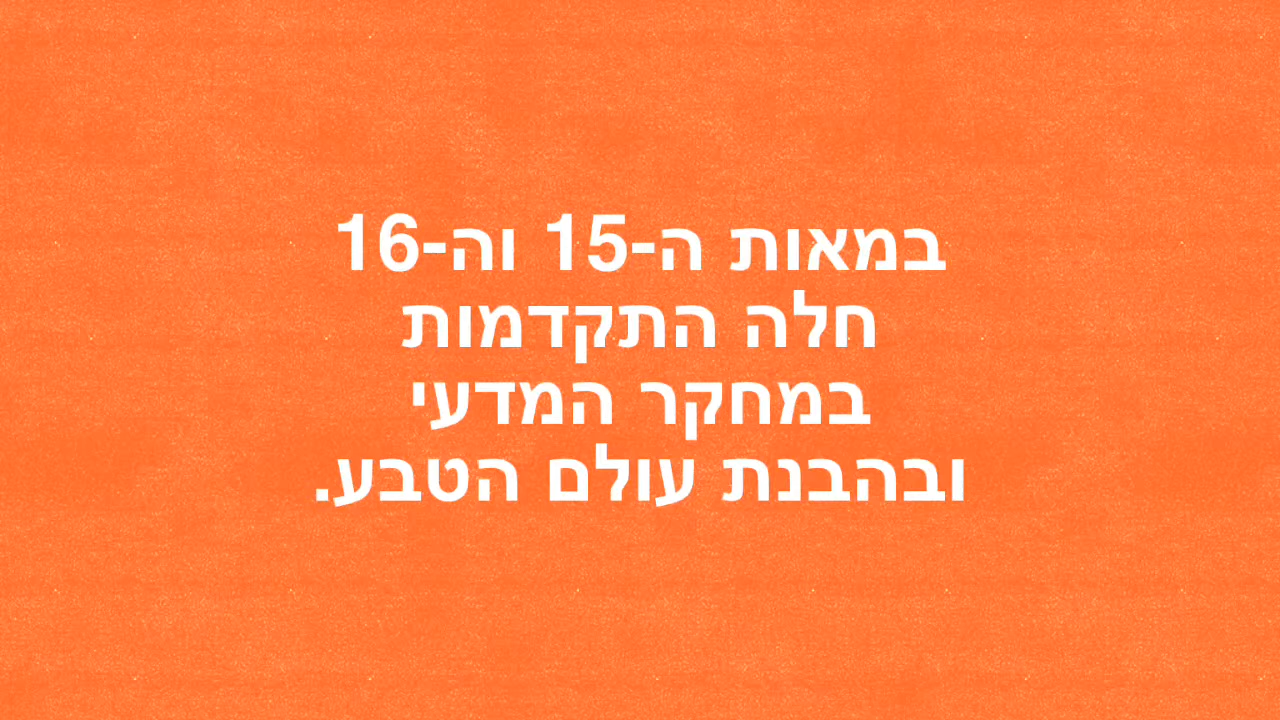 במאות ה-15 וה-16
חלה התקדמות
במחקר המדעי
ובהבנת עולם הטבע.